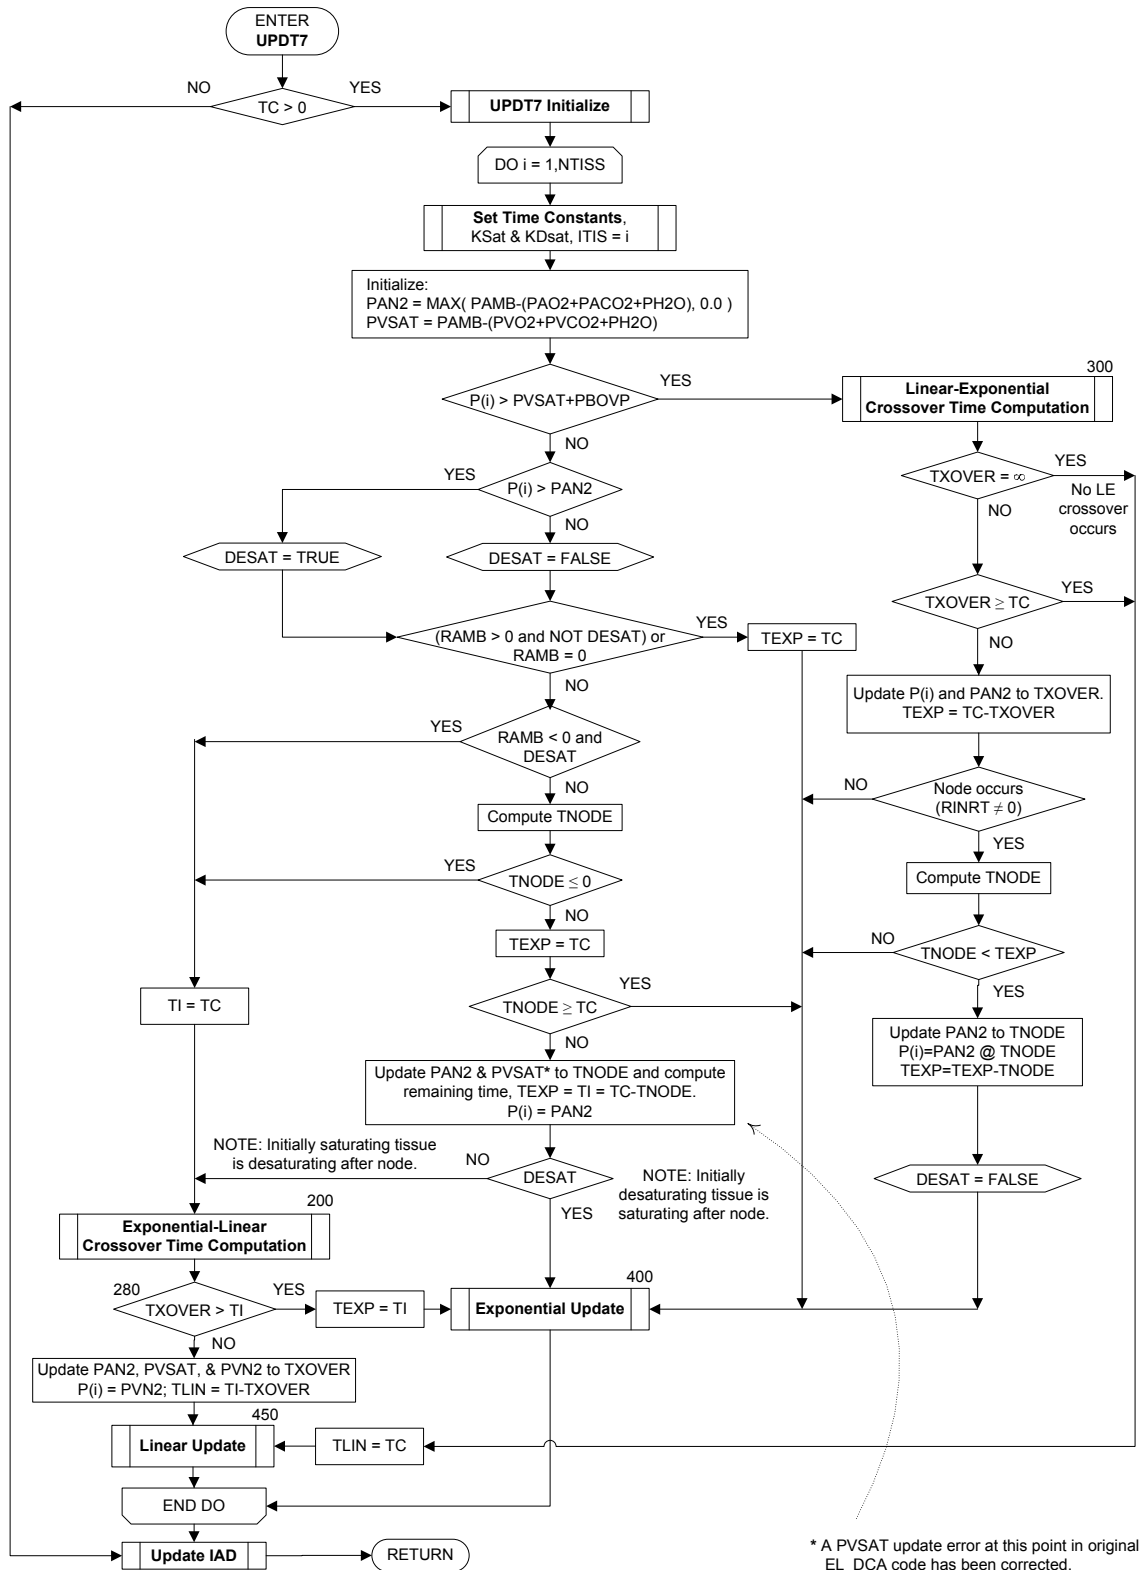 ENTER
UPDT7
NO
YES
TC > 0
UPDT7 Initialize
DO i = 1,NTISS
Set Time Constants,
KSat & KDsat, ITIS = i
Initialize:
PAN2 = MAX( PAMB-(PAO2+PACO2+PH2O), 0.0 )
PVSAT = PAMB-(PVO2+PVCO2+PH2O)
P(i) > PVSAT+PBOVP
YES
NO
300
Linear-Exponential
Crossover Time Computation
YES
P(i) > PAN2
NO
TXOVER = ∞
YES
No LE
crossover
occurs
NO
DESAT = TRUE
DESAT = FALSE
TXOVER ≥ TC
YES
NO
(RAMB > 0 and NOT DESAT) or
RAMB = 0
YES
NO
TEXP = TC
Update P(i) and PAN2 to TXOVER.
TEXP = TC-TXOVER
YES
RAMB < 0 and
DESAT
NO
NO
Node occurs
(RINRT ≠ 0)
YES
Compute TNODE
Compute TNODE
YES
TNODE ≤ 0
NO
NO
TNODE < TEXP
YES
TEXP = TC
TI = TC
TNODE ≥ TC
YES
NO
Update PAN2 to TNODE
P(i)=PAN2 @ TNODE
TEXP=TEXP-TNODE
Update PAN2 & PVSAT* to TNODE and compute
remaining time, TEXP = TI = TC-TNODE.
P(i) = PAN2
NOTE: Initially saturating tissue
is desaturating after node.
NO
DESAT
YES
NOTE: Initially
desaturating tissue is
saturating after node.
DESAT = FALSE
200
Exponential-Linear
Crossover Time Computation
280
TXOVER > TI
YES
NO
TEXP = TI
400
Exponential Update
Update PAN2, PVSAT, & PVN2 to TXOVER
P(i) = PVN2; TLIN = TI-TXOVER
450
Linear Update
TLIN = TC
END DO
Update IAD
RETURN
* A PVSAT update error at this point in original
EL_DCA code has been corrected.